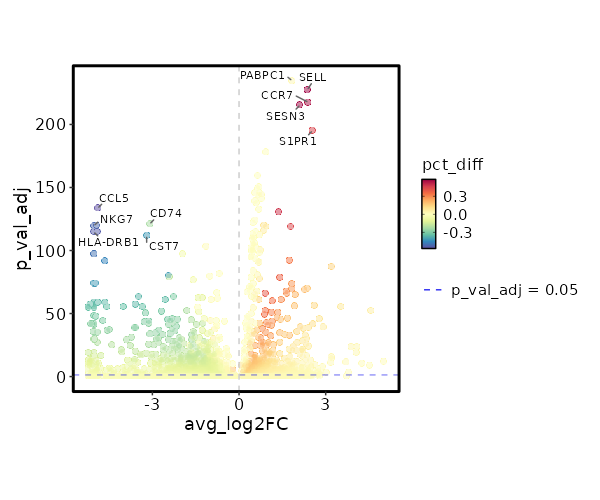 PABPC1
SELL
CCR7
SESN3
S1PR1
CCL5
NKG7
CD74
HLA-DRB1
CST7
200
150
100
50
0
-3
0
3
avg_log2FC
p_val_adj
pct_diff
0.3
0.0
-0.3
p_val_adj = 0.05